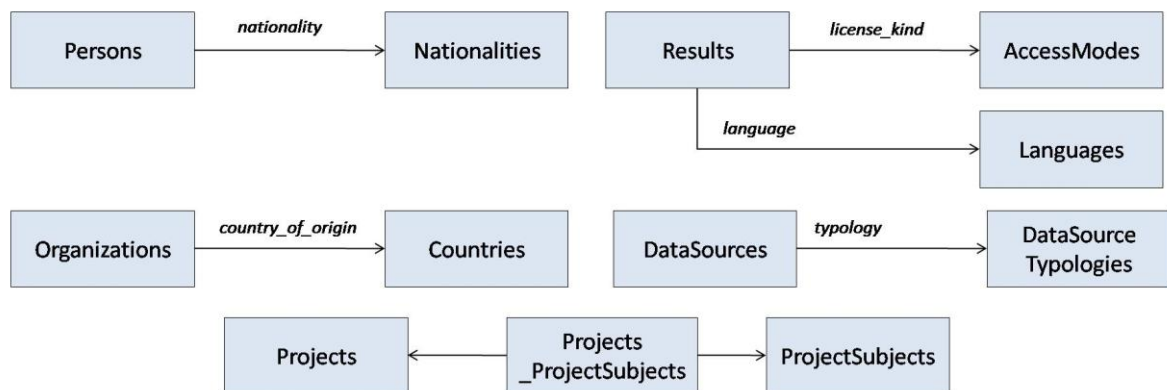 Persons
nationality
Nationalities
Results
license_kind
AccessModes
language
Languages
Organizations
country_of_origin
Countries
DataSources
typology
DataSource
Typologies
Projects
Projects
_ProjectSubjects
ProjectSubjects